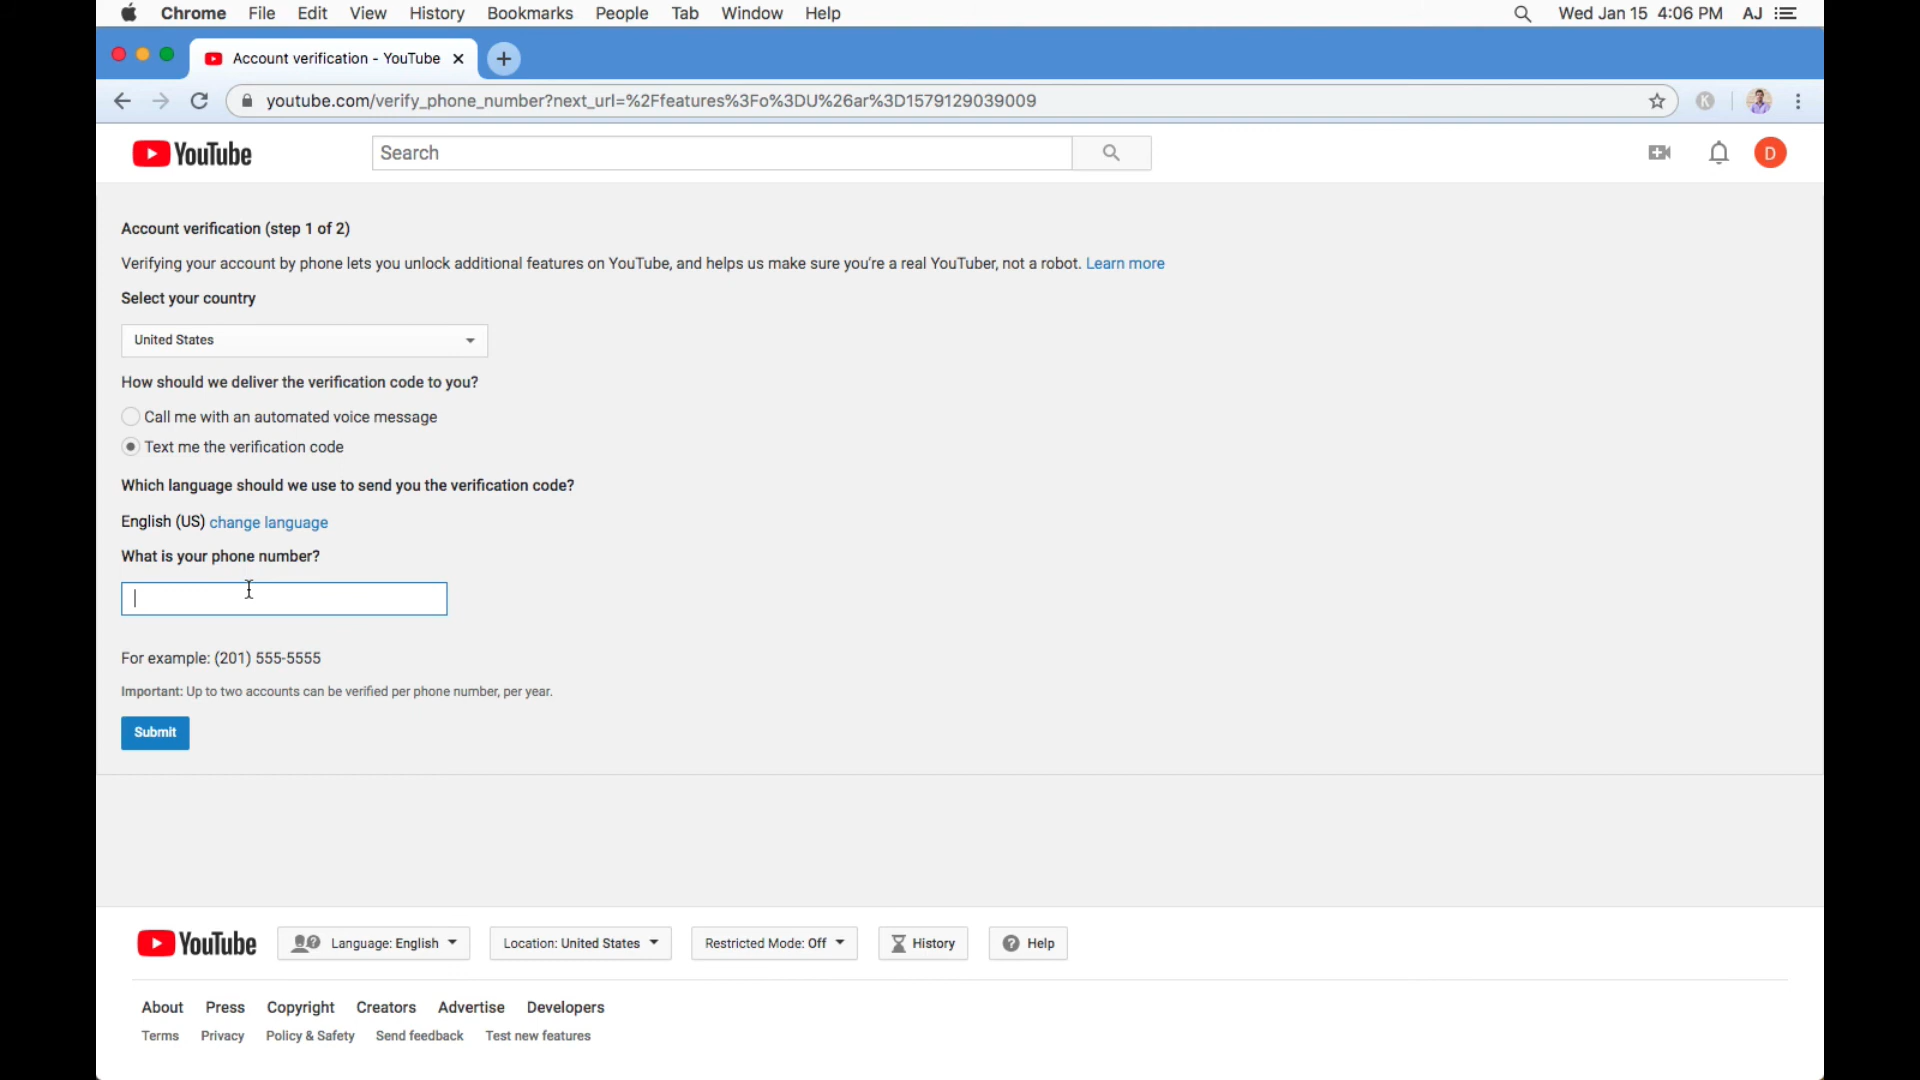 Chrome File Edit View History Bookmarks People Tab Window Help Wed Jan 15 4:06 PM AJ
Account verification - YouTube
youtube.com/verify_phone_number?next_url=%2Ffeatures%3Fo%3DU%26ar%3D1579129039009 K
YouTube Search D
Account verification (step 1 of 2)
Verifying your account by phone lets you unlock additional features on YouTube, and helps us make sure you're a real YouTuber, not a robot. Learn more
Select your country
United States
How should we deliver the verification code to you?
Call me with an automated voice message
Text me the verification code
Which language should we use to send you the verification code?
English (US) change language
What is your phone number?
For example: (201) 555-5555
Important: Up to two accounts can be verified per phone number, per year.
Submit
YouTube Language: English Location: United States Restricted Mode: Off History Help
About Press Copyright Creators Advertise Developers
Terms Privacy Policy & Safety Send feedback Test new features